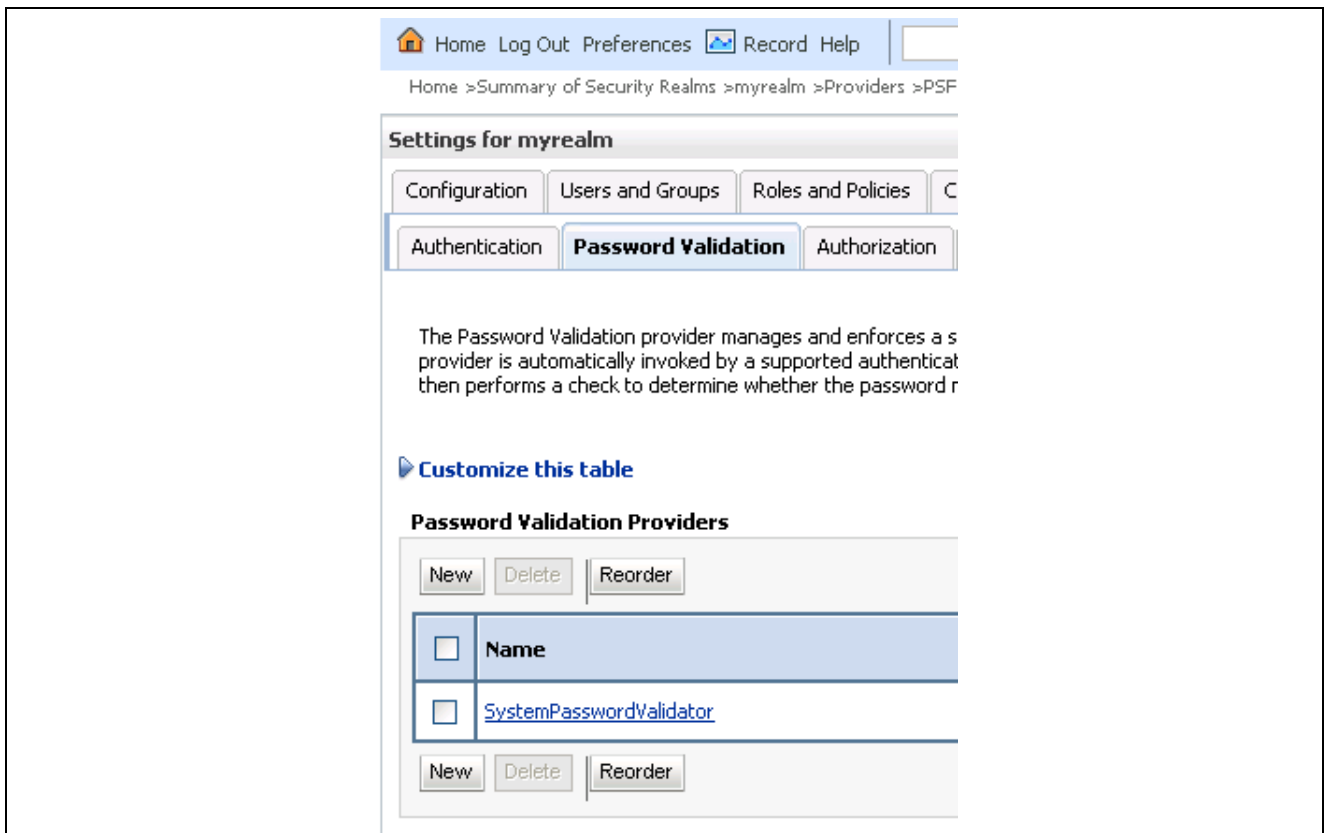 Home Log Out Preferences Record Help
Home >Summary of Security Realms >myrealm >Providers >PSF
Settings for myrealm
Configuration Users and Groups Roles and Policies C
Authentication Password Validation Authorization
The Password Validation provider manages and enforces a s
provider is automatically invoked by a supported authenticat
then performs a check to determine whether the password
Customize this table
Password Validation Providers
New Delete Reorder
Name
SystemPasswordValidator
New Delete Reorder